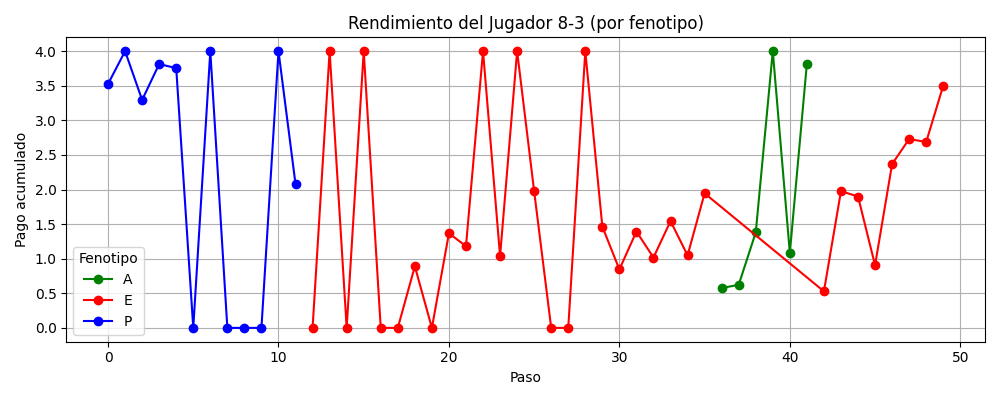 Rendimiento del Jugador 8-3 (por fenotipo)
Pago acumulado
4.0
3.5
3.0
2.5
2.0
1.5
1.0
0.5
0.0
Fenotipo
A
E
P
0 10 20 30 40 50
Paso